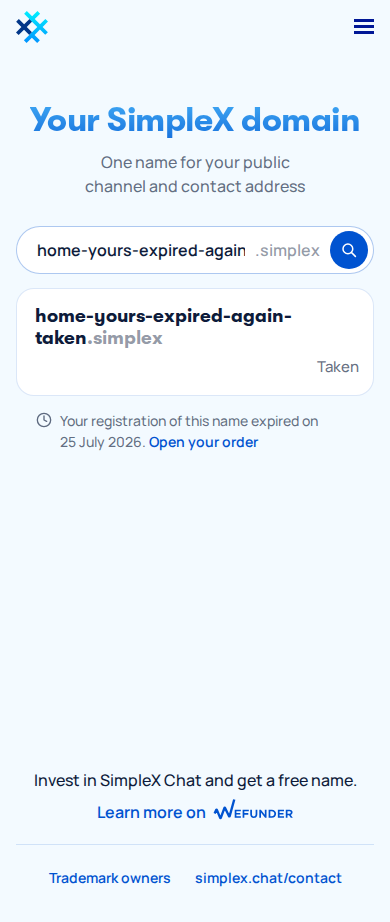 Your SimpleX domain
One name for your public
channel and contact address
home-yours-expired-again .simplex
home-yours-expired-again-
taken.simplex
Taken
Your registration of this name expired on
25 July 2026. Open your order
Invest in SimpleX Chat and get a free name.
Learn more on WEFUNDER
Trademark owners simplex.chat/contact